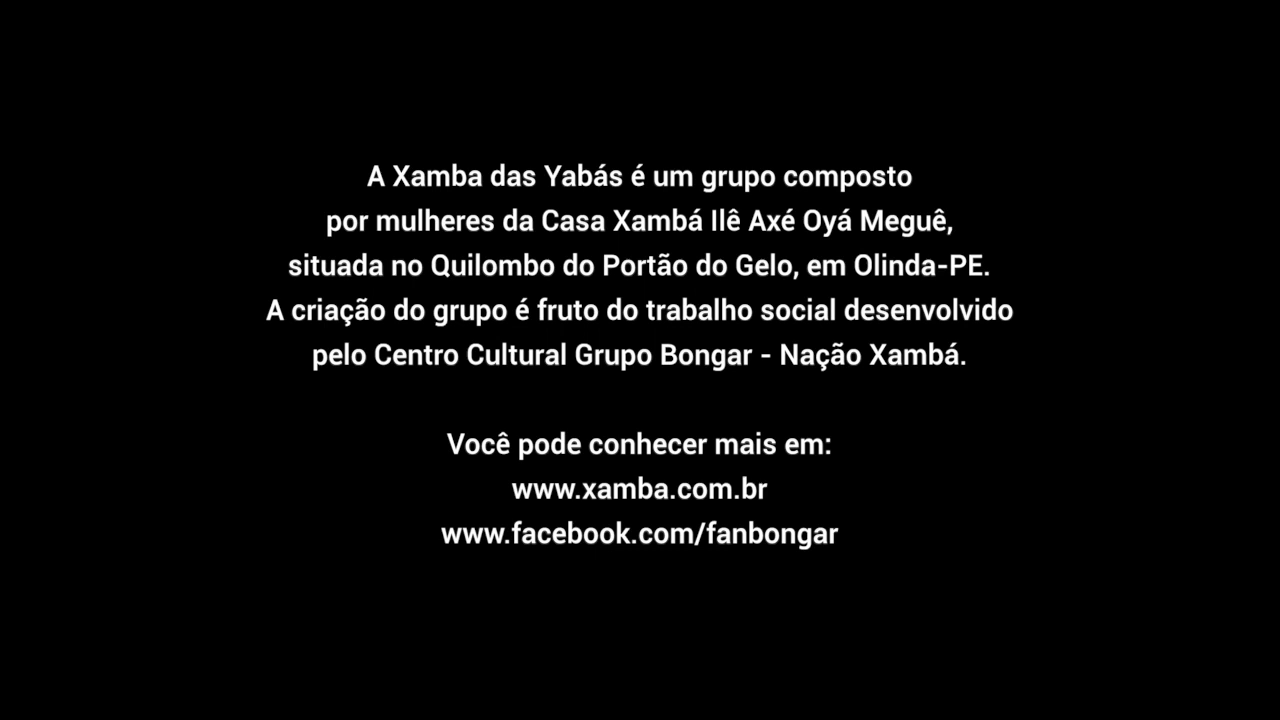 A Xamba das Yabás é um grupo composto
por mulheres da Casa Xambá Ilê Axé Oyá Meguê,
situada no Quilombo do Portão do Gelo, em Olinda-PE.
A criação do grupo é fruto do trabalho social desenvolvido
pelo Centro Cultural Grupo Bongar - Nação Xambá.
Você pode conhecer mais em:
www.xamba.com.br
www.facebook.com/fanbongar